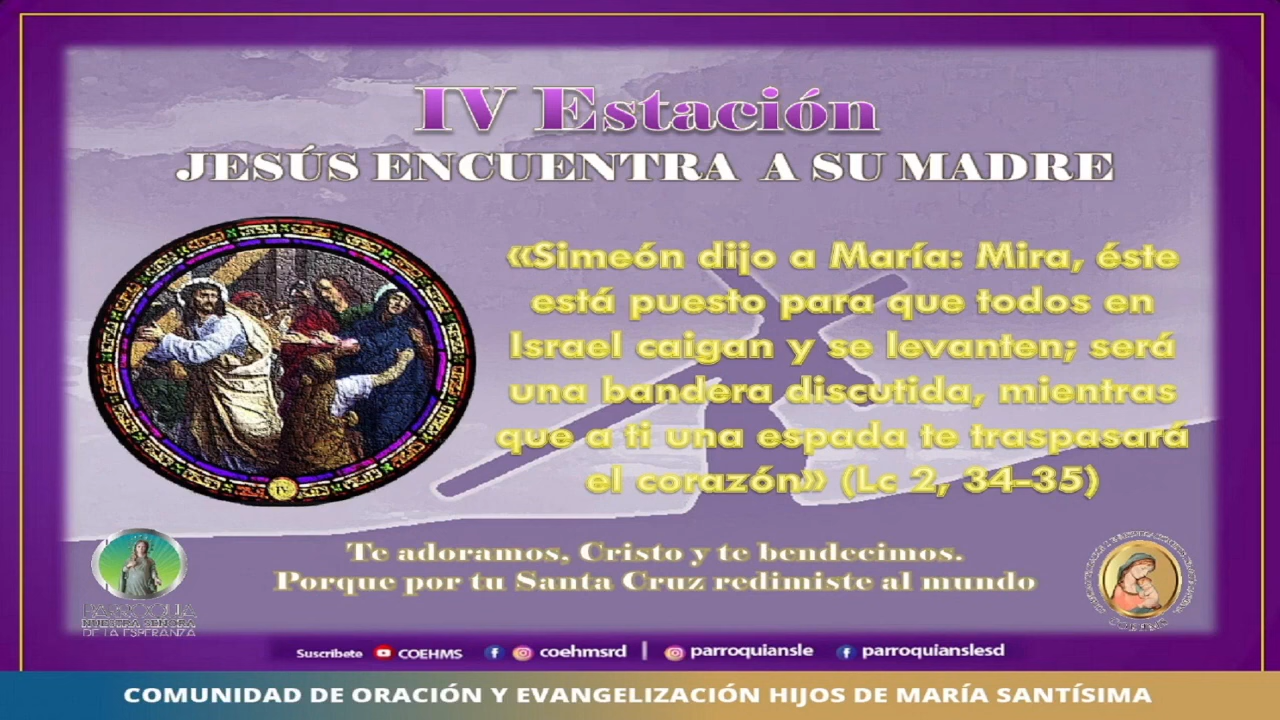 IV Estación
JESÚS ENCUENTRA A SU MADRE
«Simeón dijo a María: Mira, éste
está puesto para que todos en
Israel caigan y se levanten; será
una bandera discutida, mientras
que a ti una espada te traspasará
el corazón» (Lc 2, 34-35)
IV
Te adoramos, Cristo y te bendecimos.
Porque por tu Santa Cruz redimiste al mundo
PARROQUIA
NUESTRA SEÑORA
DE LA ESPERANZA
COEHMS
Suscribete COEHMS coehmsrd | parroquiansle parroquianslesd
COMUNIDAD DE ORACIÓN Y EVANGELIZACIÓN HIJOS DE MARÍA SANTÍSIMA